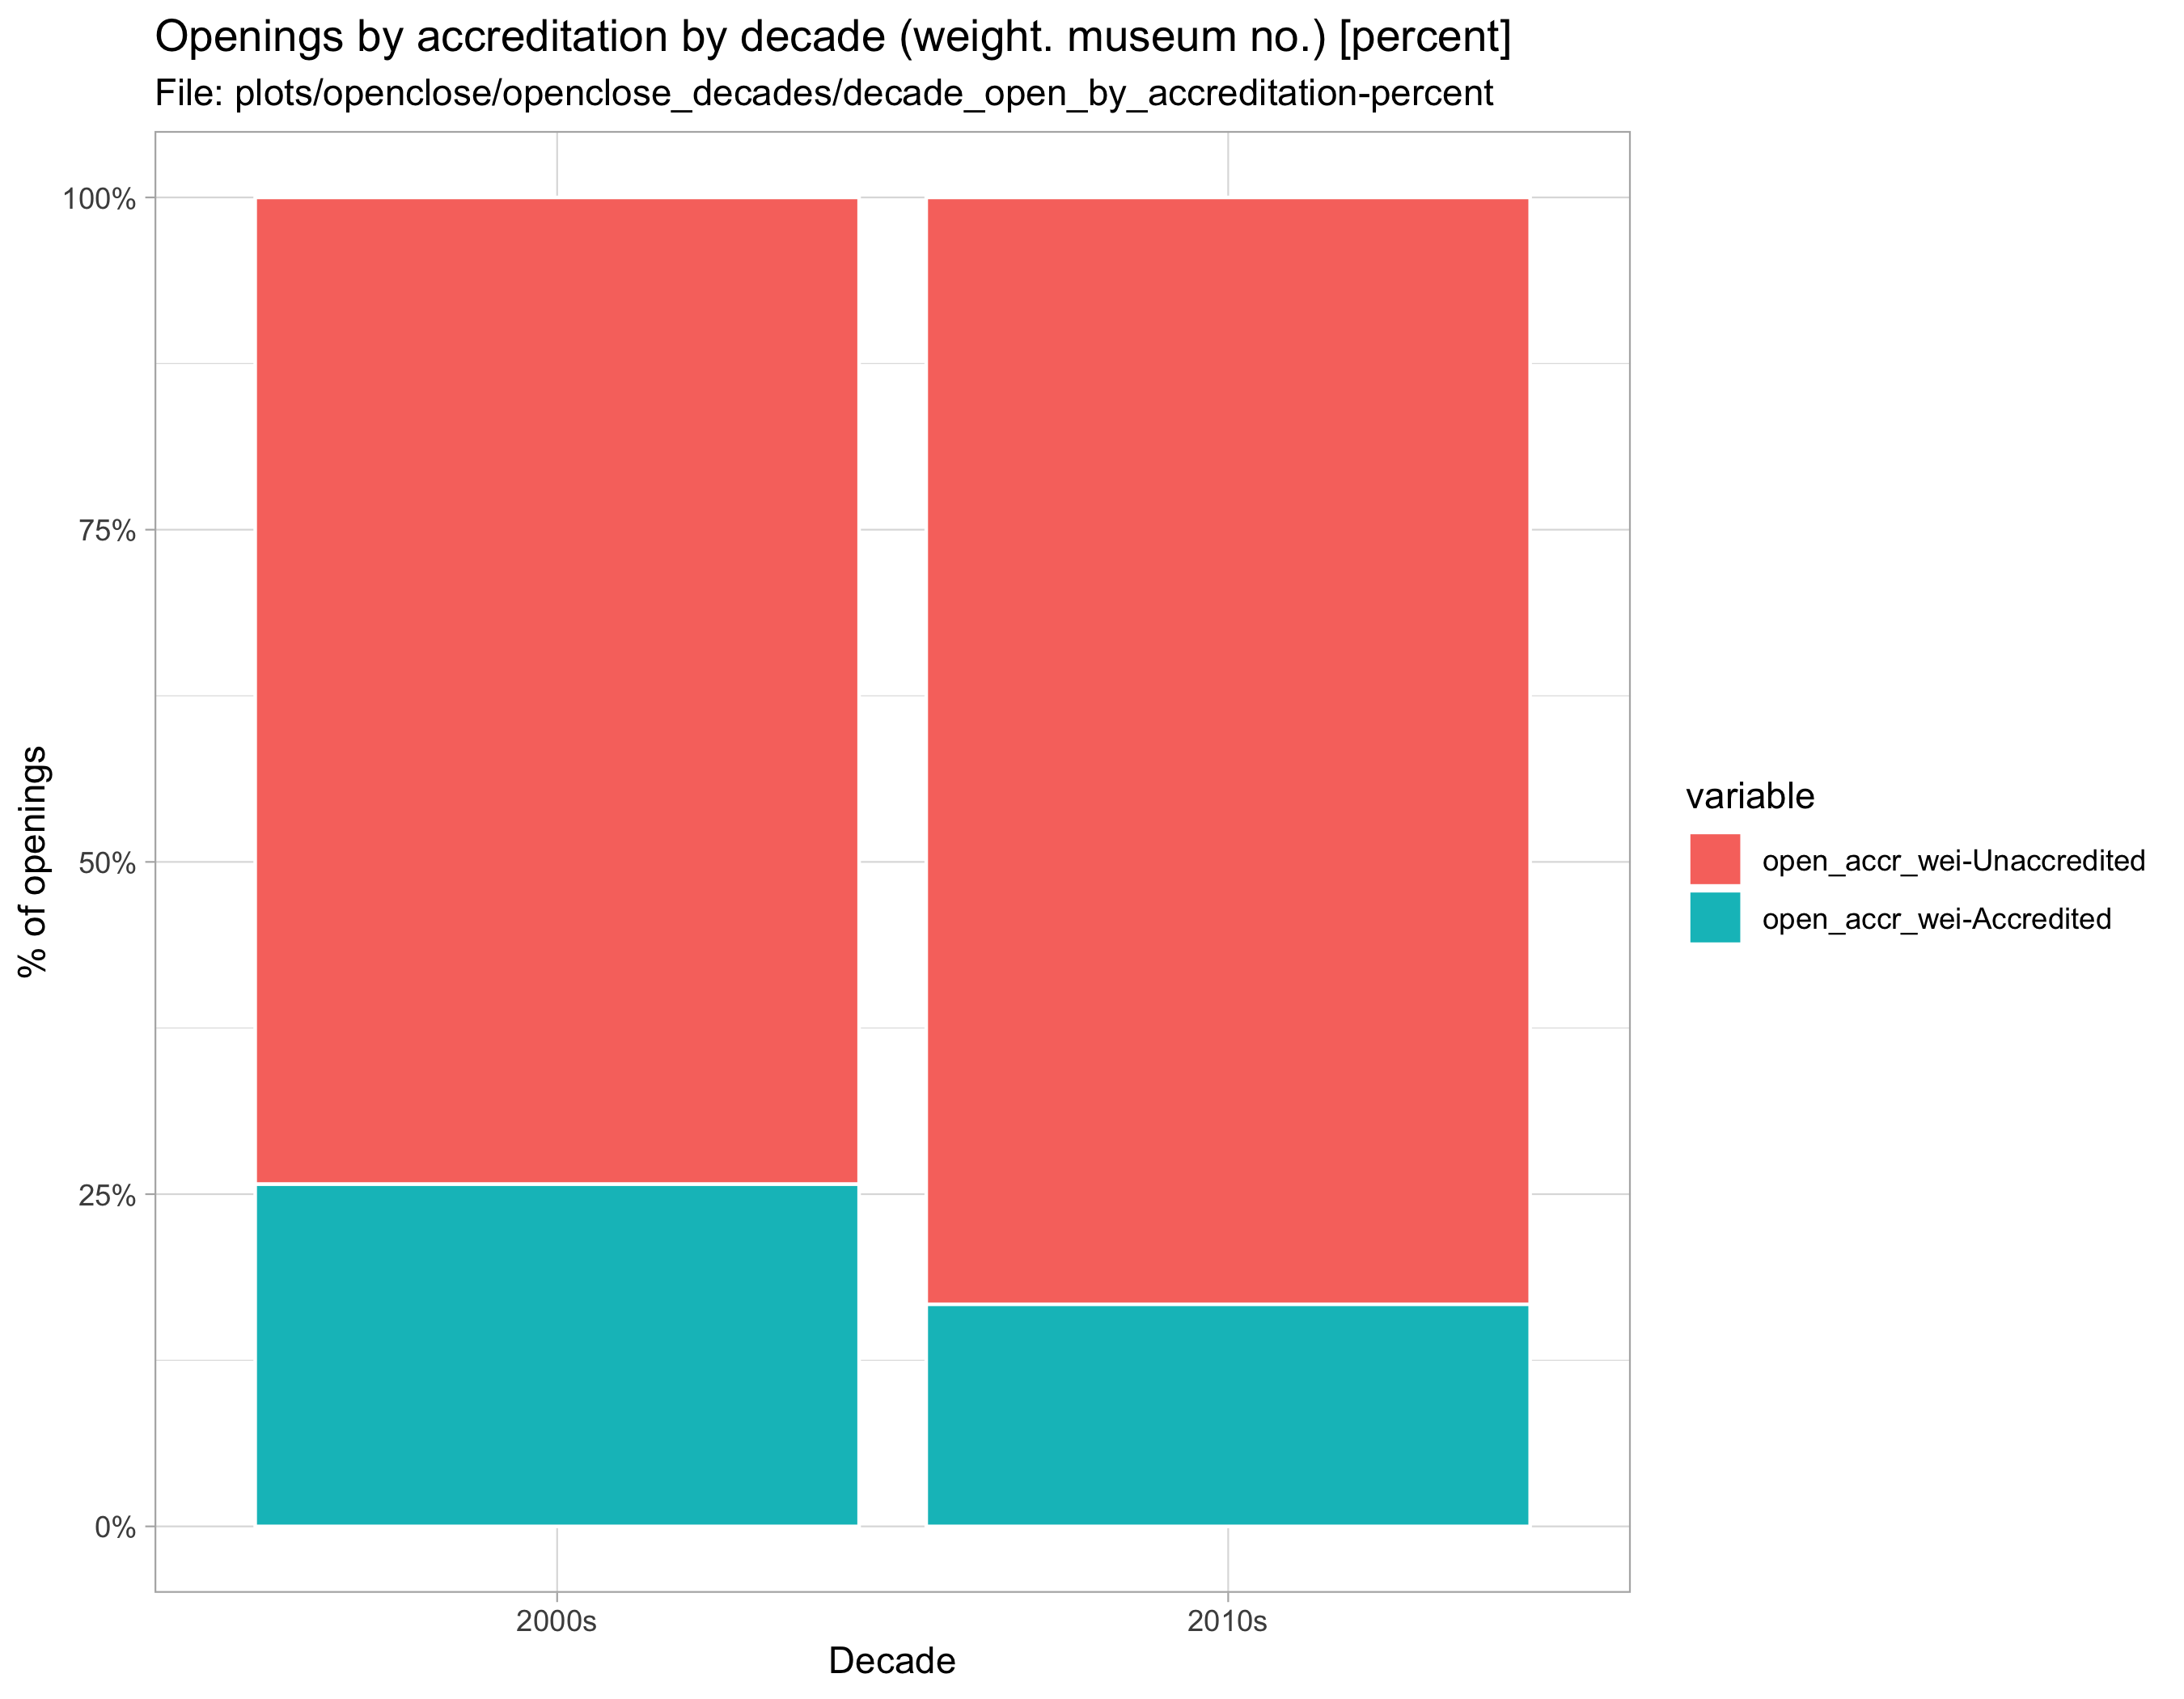 Openings by accreditation by decade (weight. museum no.) [percent]
File: plots/openclose/openclose_decades/decade_open_by_accreditation-percent
100%
75%
50%
25%
0%
% of openings
2000s
2010s
Decade
variable
open_accr_wei-Unaccredited
open_accr_wei-Accredited